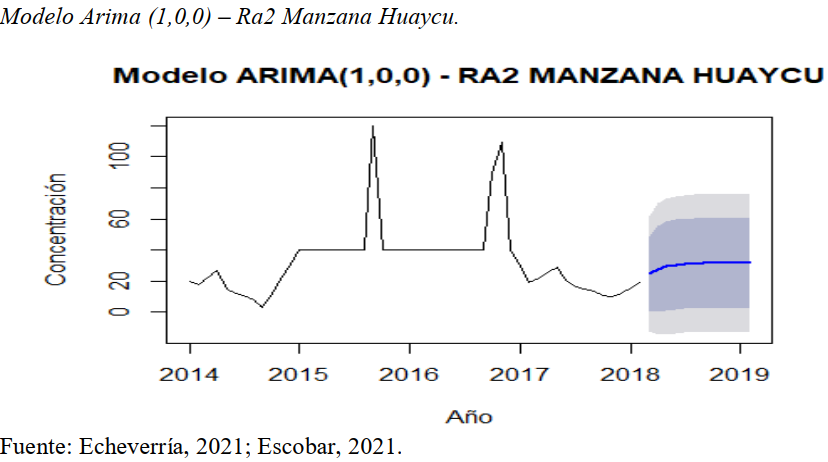 Modelo Arima (1,0,0) – Ra2 Manzana Huaycu.
Modelo ARIMA(1,0,0) - RA2 MANZANA HUAYCU
Concentración
100
60
20
0
2014 2015 2016 2017 2018 2019
Año
Fuente: Echeverría, 2021; Escobar, 2021.